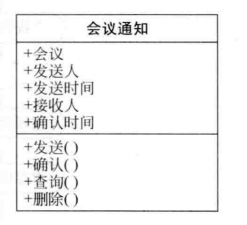 会议通知
+会议
+发送人
+发送时间
+接收人
+确认时间
+发送()
+确认()
+查询()
+删除()